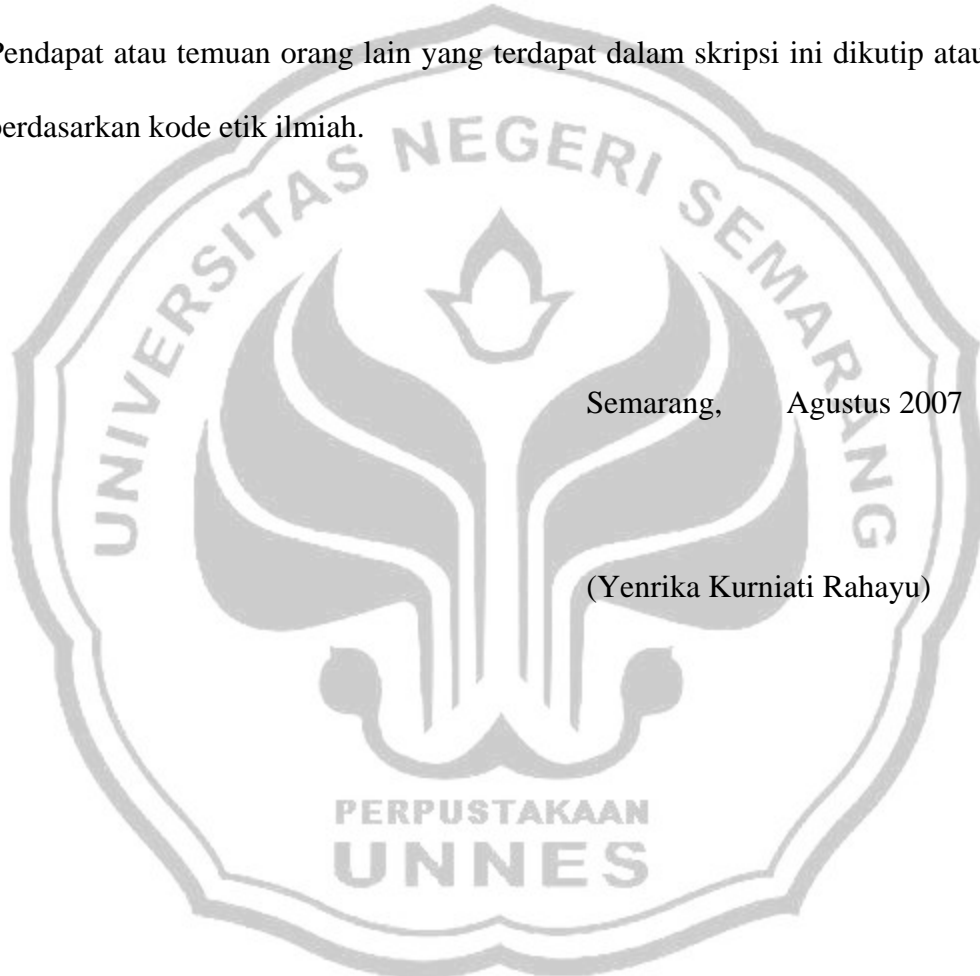 Pendapat atau temuan orang lain yang terdapat dalam skripsi ini dikutip atau
berdasarkan kode etik ilmiah.
UNIVERSITAS NEGERI SEMARANG
Semarang, Agustus 2007
(Yenrika Kurniati Rahayu)
PERPUSTAKAAN
UNNES